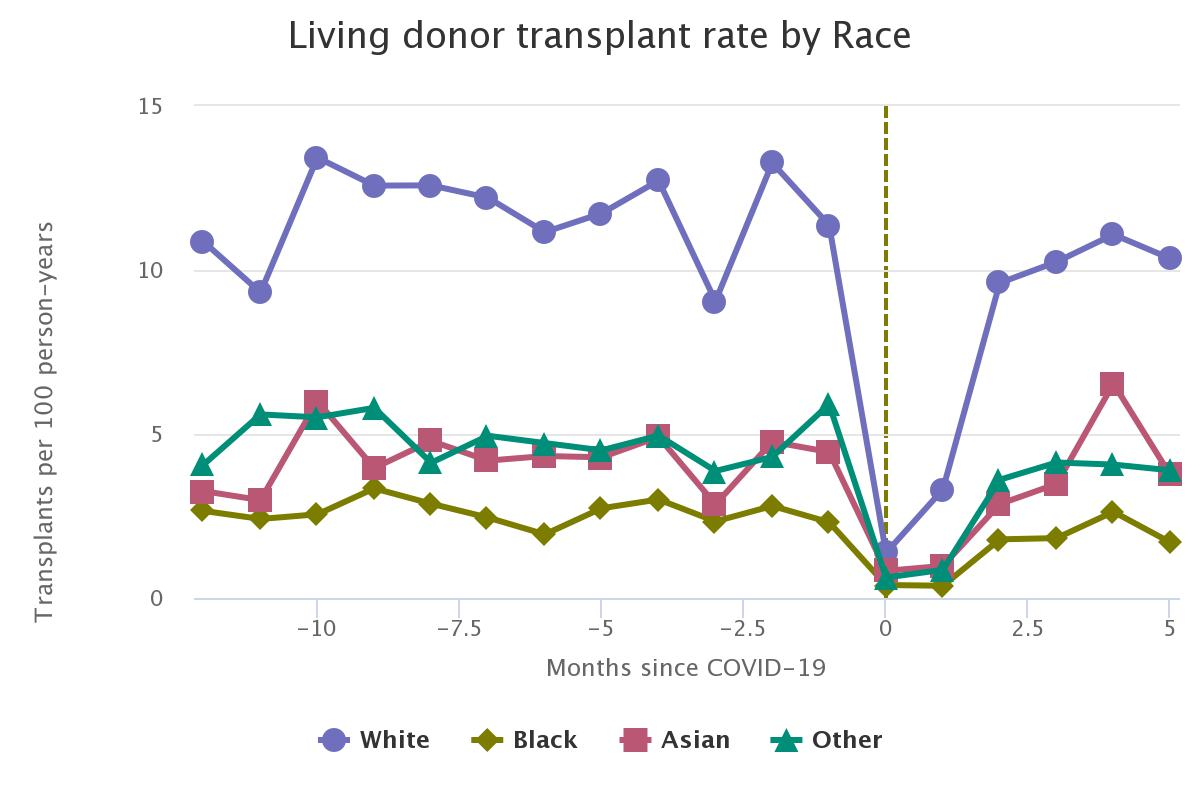 Living donor transplant rate by Race
Transplants per 100 person-years
15
10
5
0
-10
-7.5
-5
-2.5
0
2.5
5
Months since COVID-19
White
Black
Asian
Other